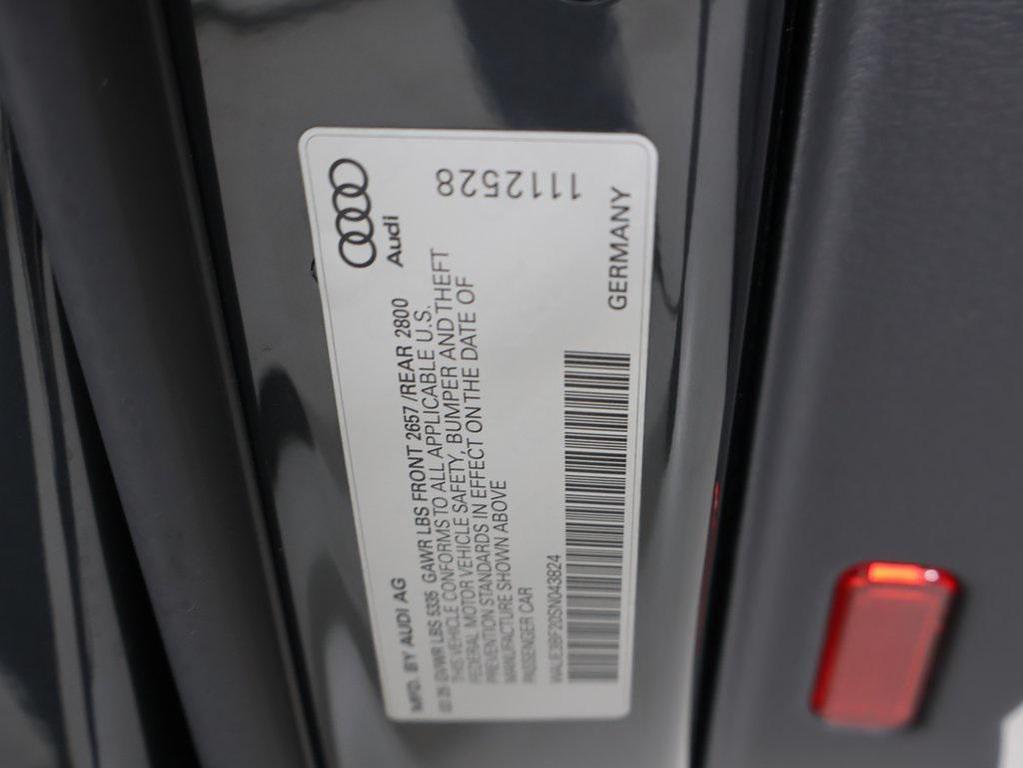 Audi
MFD. BY AUDI AG
GVWR LBS 5335 GAWR LBS FRONT 2657/REAR 2800
THIS VEHICLE CONFORMS TO ALL APPLICABLE U.S.
FEDERAL MOTOR VEHICLE SAFETY, BUMPER AND THEFT
PREVENTION STANDARDS IN EFFECT ON THE DATE OF
MANUFACTURE SHOWN ABOVE
PASSENGER CAR
GERMANY
1112528